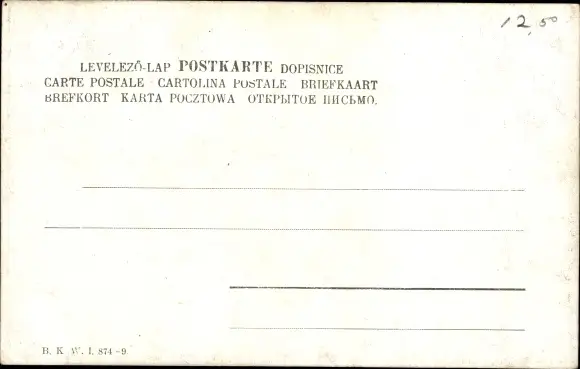 12,50
LEVELEZŐ-LAP POSTKARTE DOPISNICE
CARTE POSTALE CARTOLINA POSTALE BRIEFKAART
BREFKORT KARTA POCZTOWA ОТКРЫТОЕ ПИСЬМО.
B. K. W. I. 874-9